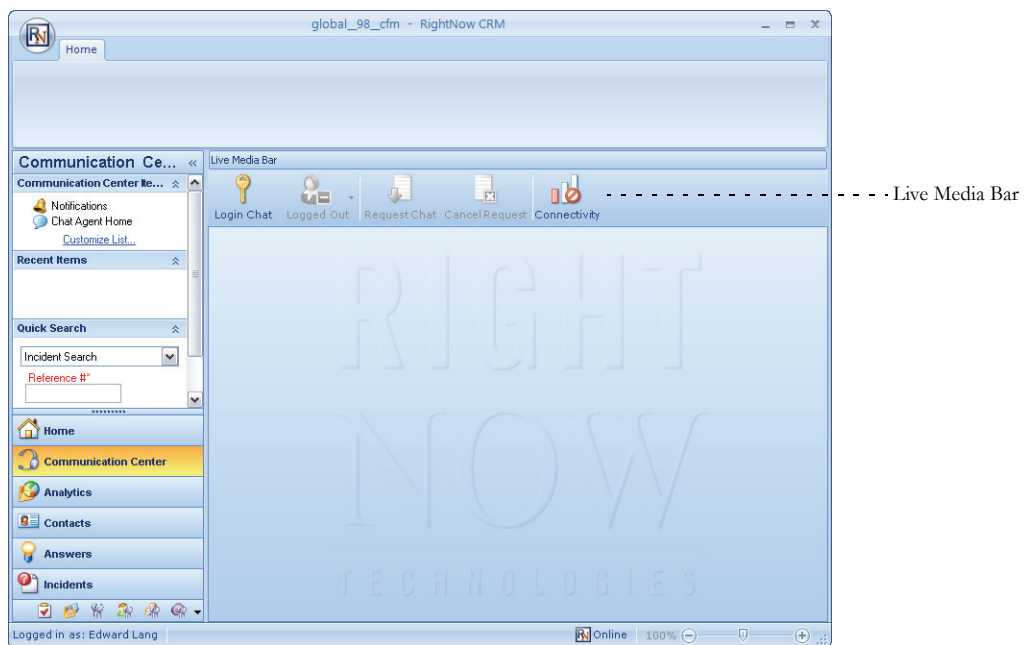 global_98_cfm - RightNow CRM
RN
Home
Communication Ce... «
Live Media Bar
Communication Center Ite...
Notifications
Chat Agent Home
Customize List...
Login Chat
Logged Out
Request Chat
Cancel Request
Connectivity
Live Media Bar
Recent Items
Quick Search
Incident Search
Reference #*
RIGHT
NOW
TECHNOLOGIES
Home
Communication Center
Analytics
Contacts
Answers
Incidents
Logged in as: Edward Lang
RN Online
100%